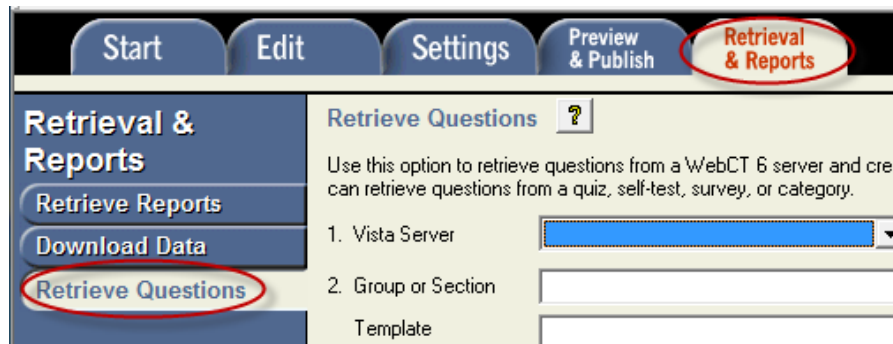 Start
Edit
Settings
Preview
& Publish
Retrieval
& Reports
Retrieval &
Reports
Retrieve Reports
Download Data
Retrieve Questions
Retrieve Questions ?
Use this option to retrieve questions from a WebCT 6 server and cre
can retrieve questions from a quiz, self-test, survey, or category.
1. Vista Server
2. Group or Section
Template